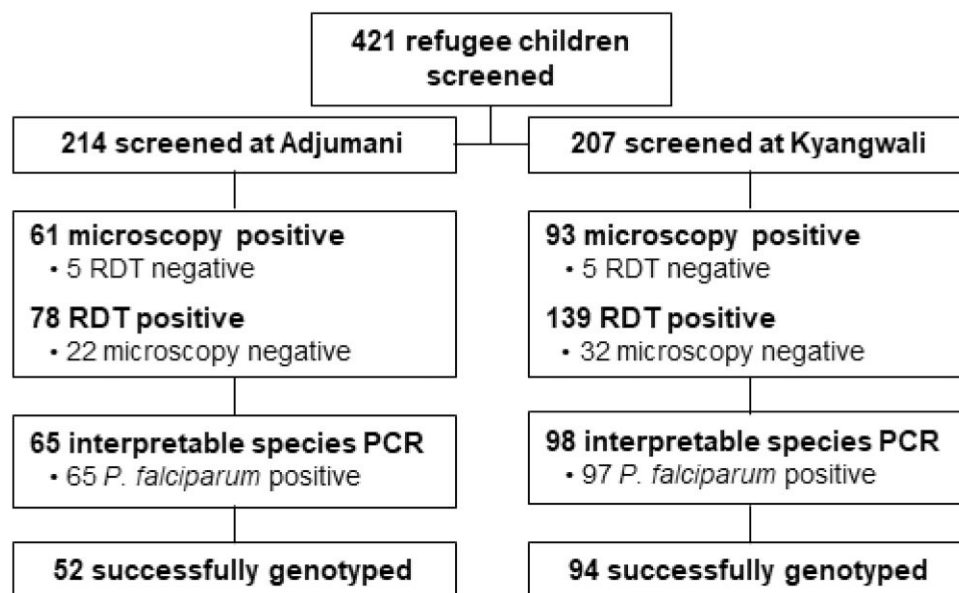 421 refugee children
screened
214 screened at Adjumani
207 screened at Kyangwali
61 microscopy positive
• 5 RDT negative
78 RDT positive
• 22 microscopy negative
93 microscopy positive
• 5 RDT negative
139 RDT positive
• 32 microscopy negative
65 interpretable species PCR
• 65 P. falciparum positive
98 interpretable species PCR
• 97 P. falciparum positive
52 successfully genotyped
94 successfully genotyped